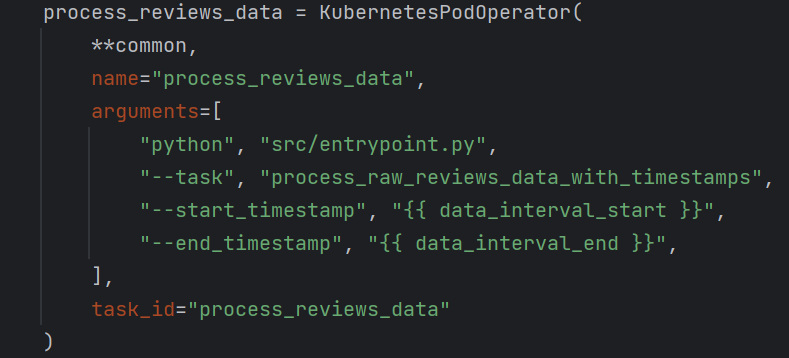 process_reviews_data = KubernetesPodOperator(
    **common,
    name="process_reviews_data",
    arguments=[
        "python", "src/entrypoint.py",
        "--task", "process_raw_reviews_data_with_timestamps",
        "--start_timestamp", "{{ data_interval_start }}",
        "--end_timestamp", "{{ data_interval_end }}",
    ],
    task_id="process_reviews_data"
)